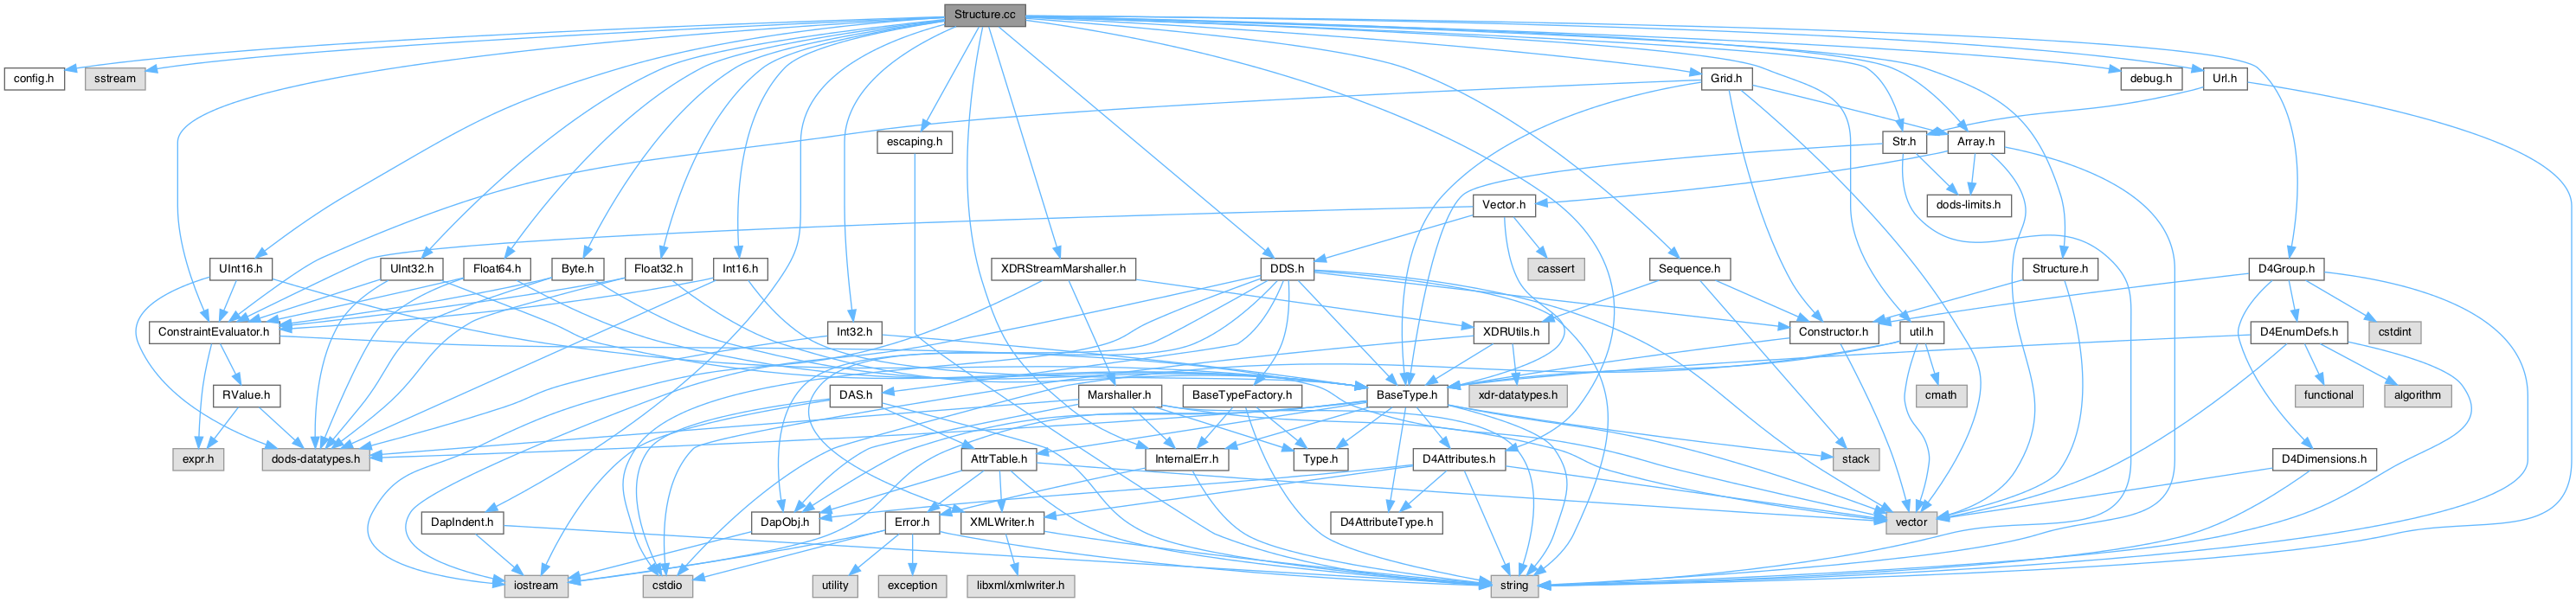 Structure.cc
config.h
sstream
Grid.h
debug.h
Url.h
escaping.h
Str.h
Array.h
Vector.h
dods-limits.h
UInt16.h
UInt32.h
Float64.h
Byte.h
Float32.h
Int16.h
XDRStreamMarshaller.h
DDS.h
cassert
Sequence.h
Structure.h
D4Group.h
ConstraintEvaluator.h
Int32.h
XDRUtils.h
Constructor.h
util.h
D4EnumDefs.h
cstdint
RValue.h
DAS.h
Marshaller.h
BaseTypeFactory.h
BaseType.h
xdr-datatypes.h
cmath
functional
algorithm
expr.h
dods-datatypes.h
AttrTable.h
InternalErr.h
Type.h
D4Attributes.h
stack
D4Dimensions.h
DapIndent.h
DapObj.h
Error.h
XMLWriter.h
D4AttributeType.h
vector
iostream
cstdio
utility
exception
libxml/xmlwriter.h
string